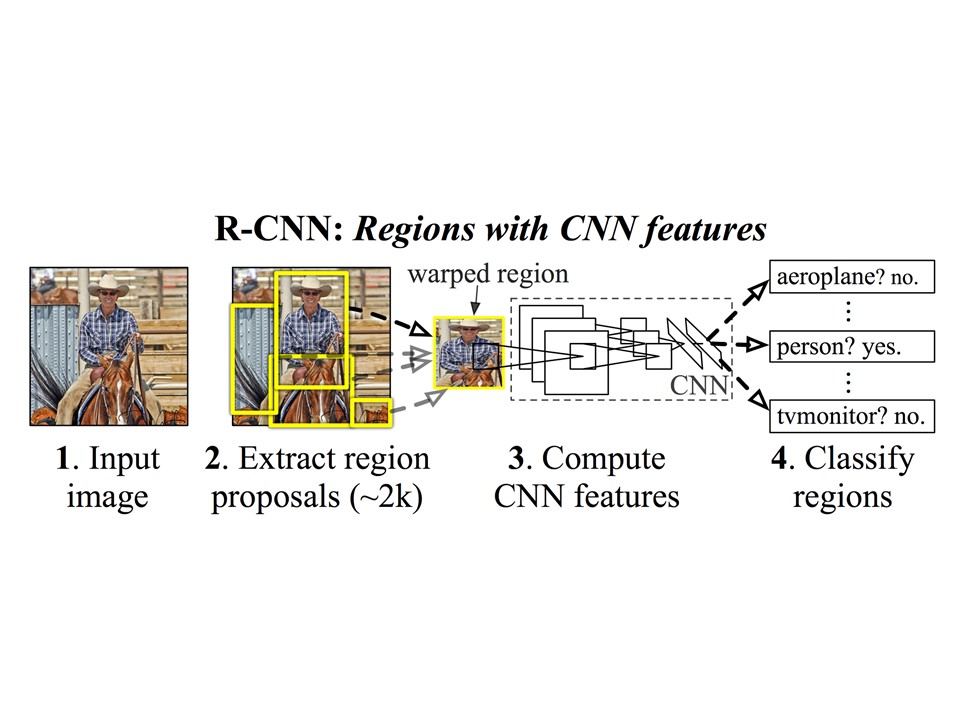 R-CNN: Regions with CNN features
warped region
aeroplane? no.
⋮
person? yes.
⋮
tvmonitor? no.
CNN
1. Input
image
2. Extract region
proposals (~2k)
3. Compute
CNN features
4. Classify
regions